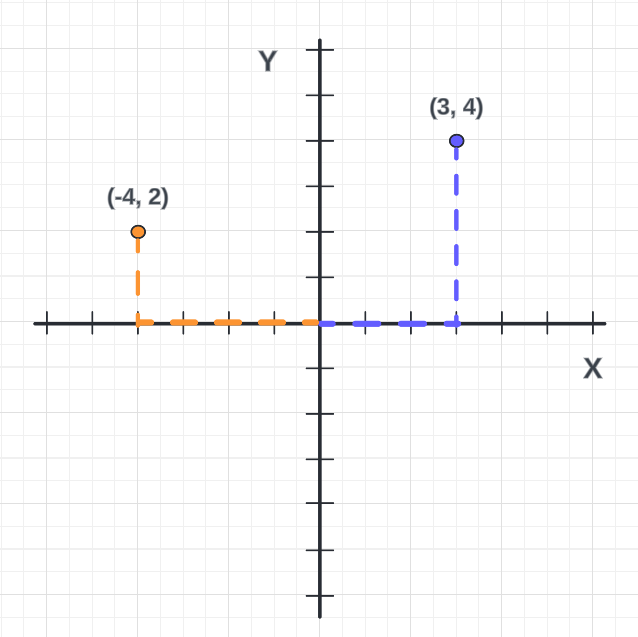 Y
(3, 4)
(-4, 2)
X